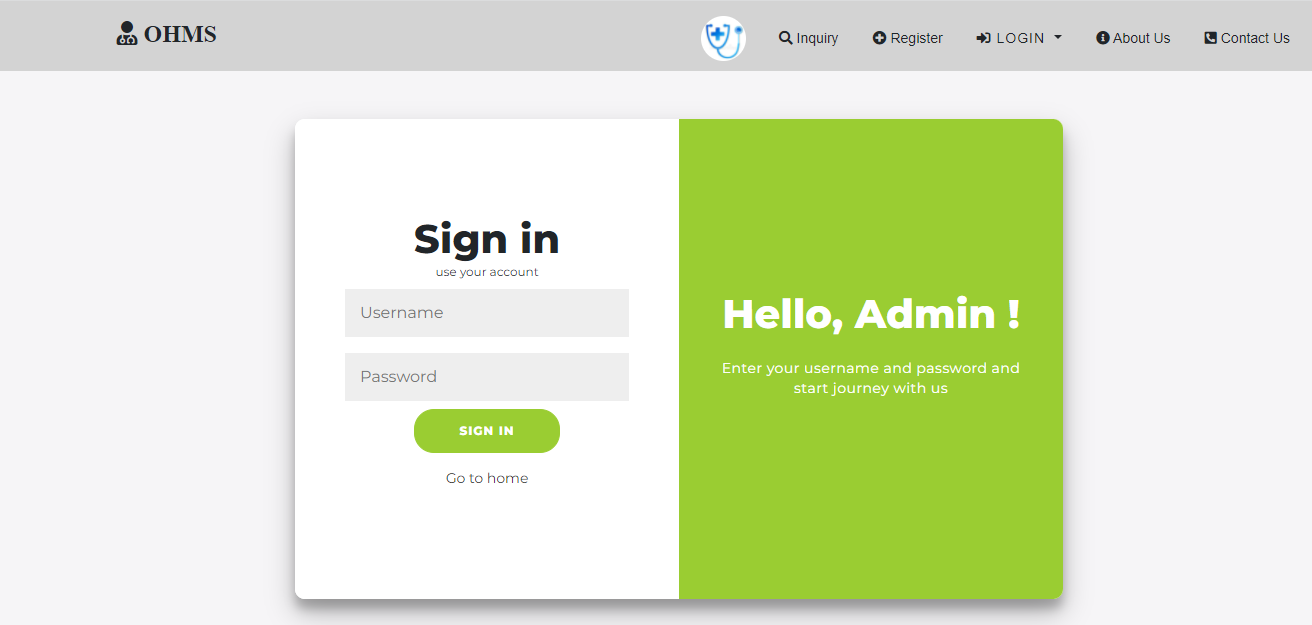 OHMS
Inquiry
Register
LOGIN
About Us
Contact Us
Sign in
use your account
Username
Password
SIGN IN
Go to home
Hello, Admin !
Enter your username and password and
start journey with us